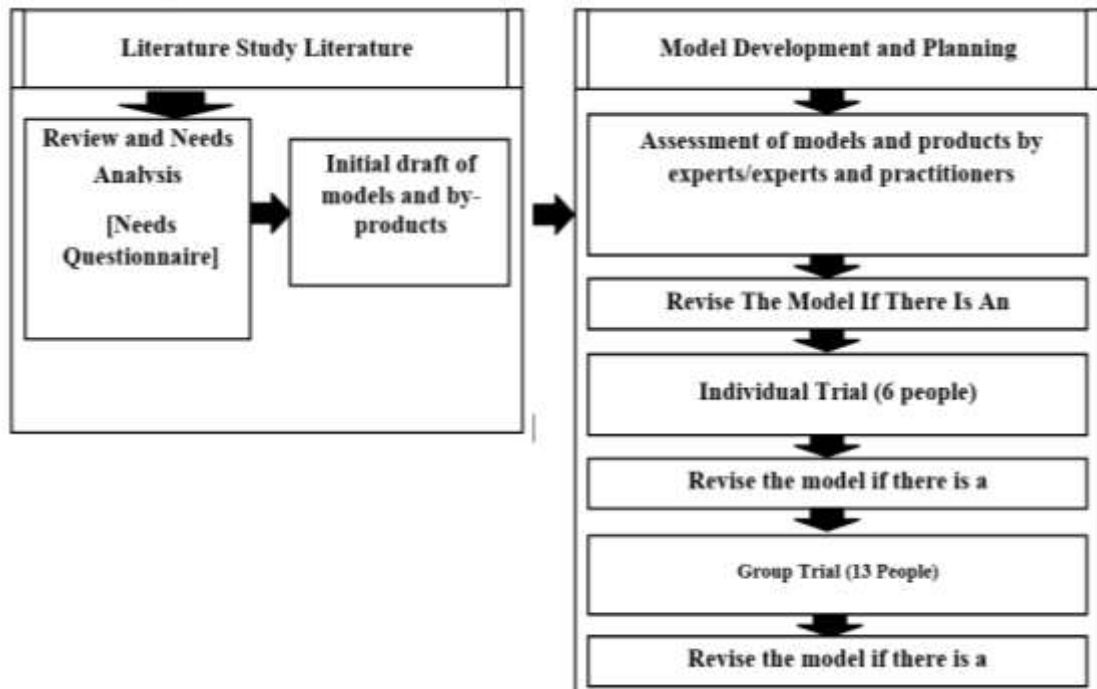 Literature Study Literature
Review and Needs
Analysis
[Needs
Questionnaire]
Initial draft of
models and by-
products
Model Development and Planning
Assessment of models and products by
experts/experts and practitioners
Revise The Model If There Is An
Individual Trial (6 people)
Revise the model if there is a
Group Trial (13 People)
Revise the model if there is a